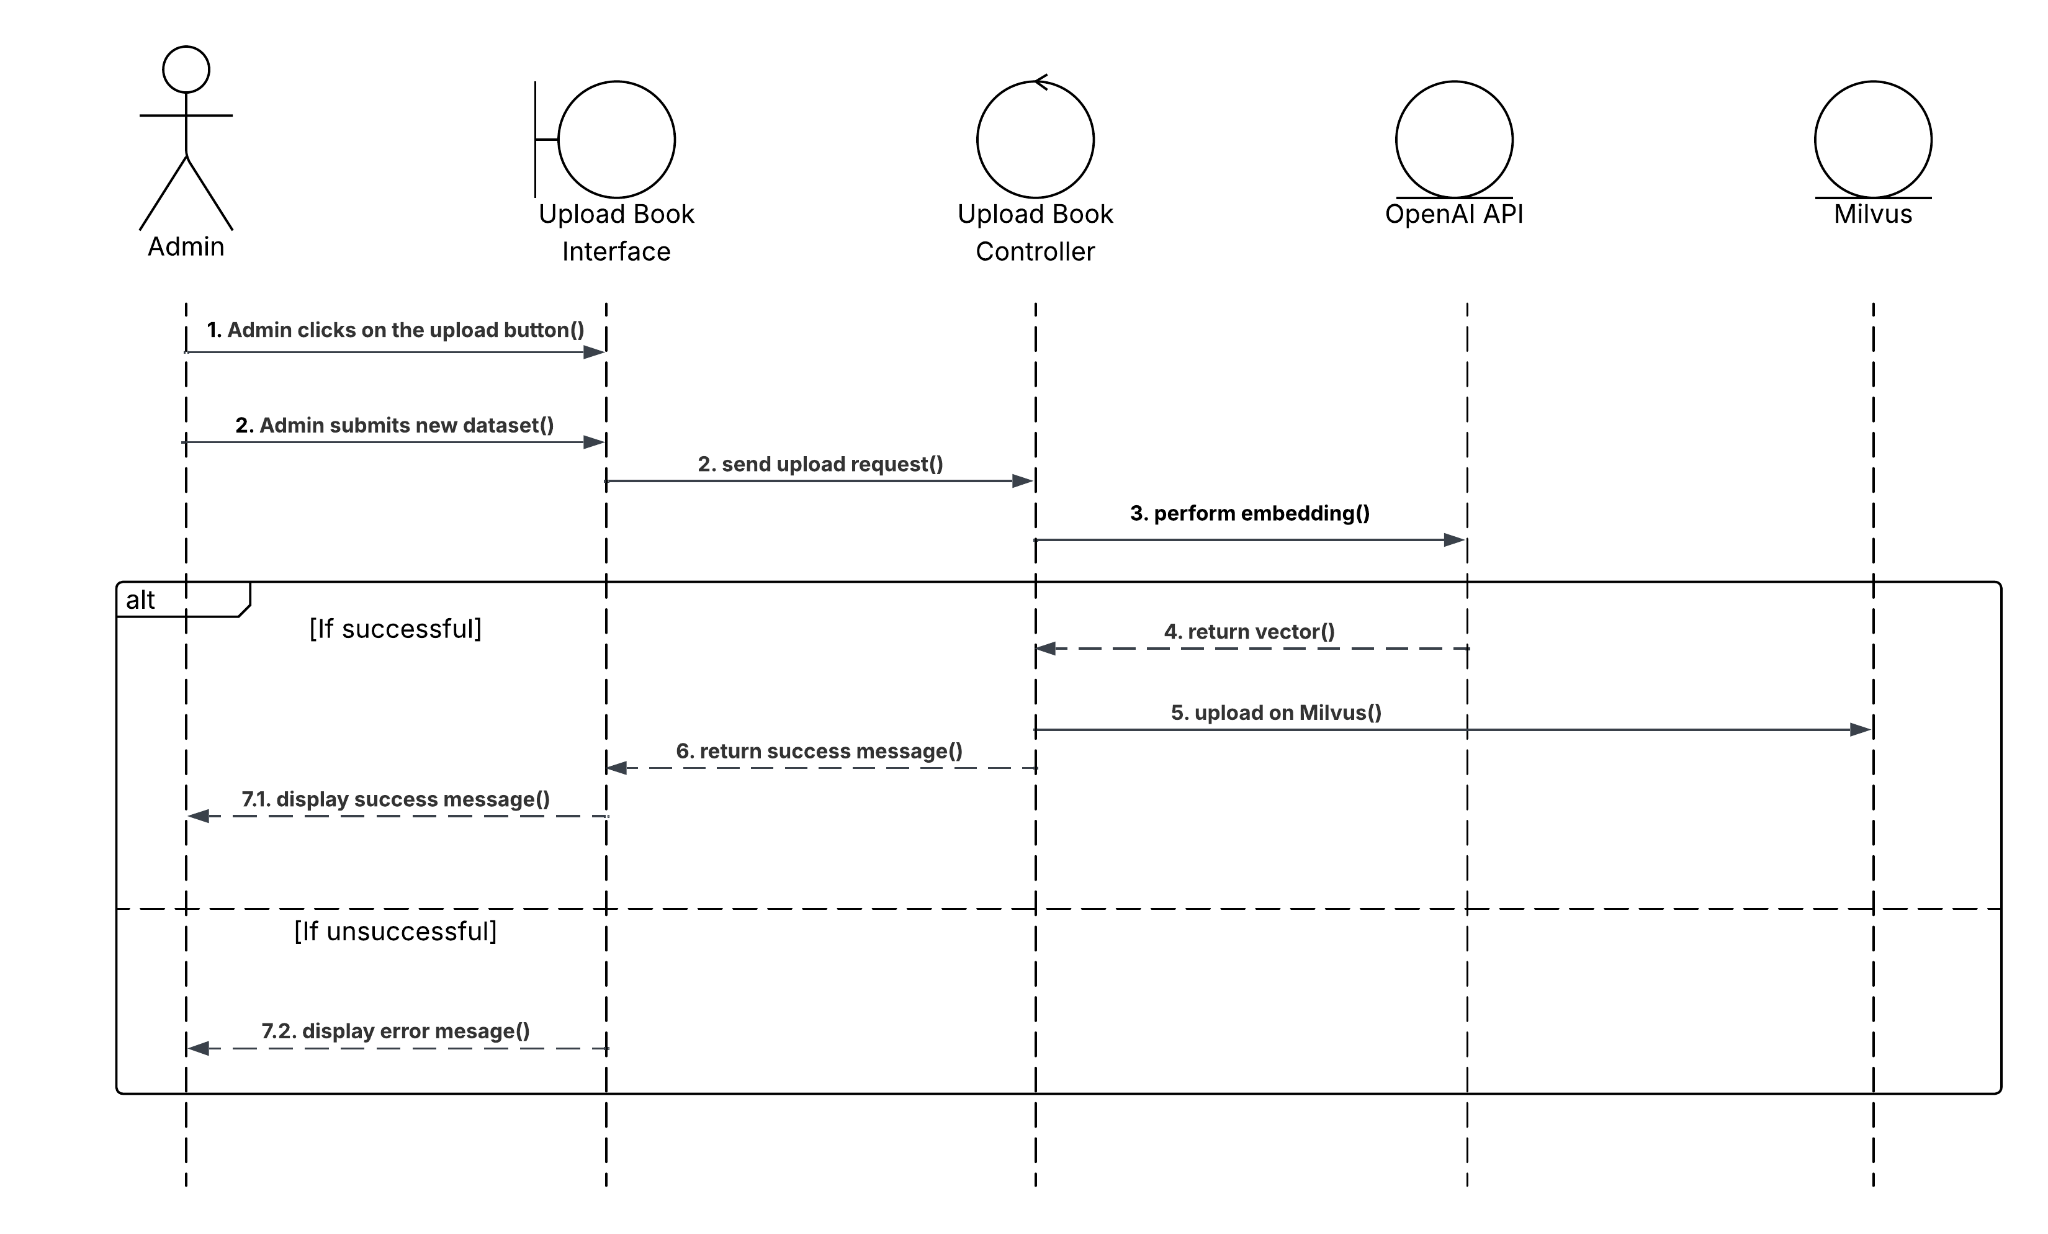 Admin
Upload Book
Interface
Upload Book
Controller
OpenAI API
Milvus
1. Admin clicks on the upload button()
2. Admin submits new dataset()
2. send upload request()
3. perform embedding()
alt
[If successful]
4. return vector()
5. upload on Milvus()
6. return success message()
7.1. display success message()
[If unsuccessful]
7.2. display error mesage()